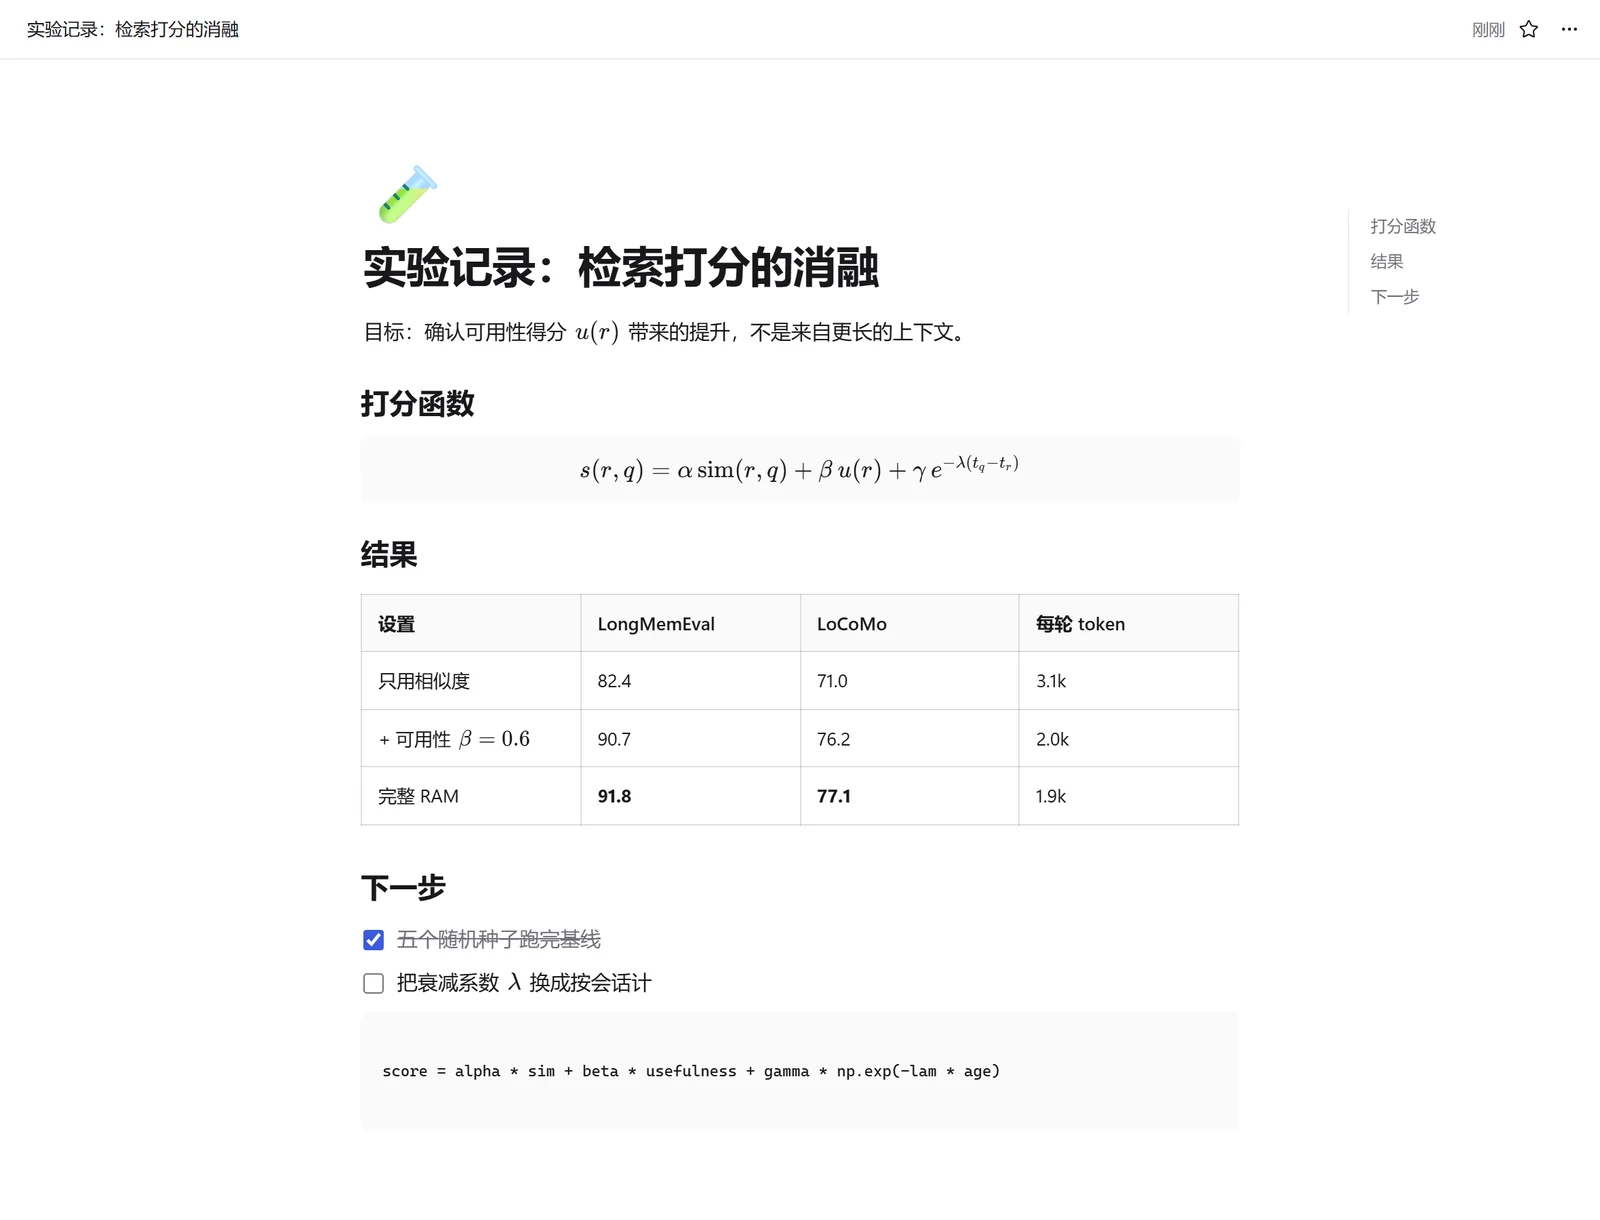 实验记录：检索打分的消融
刚刚
实验记录：检索打分的消融
目标：确认可用性得分 u(r) 带来的提升，不是来自更长的上下文。
打分函数
s(r, q) = α sim(r, q) + β u(r) + γ e^{−λ(t_q−t_r)}
结果
设置 LongMemEval LoCoMo 每轮 token
只用相似度 82.4 71.0 3.1k
+ 可用性 β = 0.6 90.7 76.2 2.0k
完整 RAM 91.8 77.1 1.9k
下一步
五个随机种子跑完基线
把衰减系数 λ 换成按会话计
score = alpha * sim + beta * usefulness + gamma * np.exp(-lam * age)
打分函数
结果
下一步